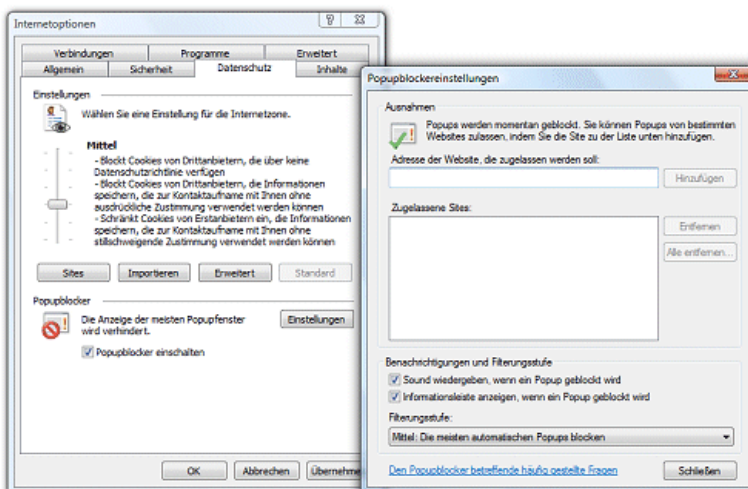 Internetoptionen
Verbindungen Programme Erweitert
Allgemein Sicherheit Datenschutz Inhalte
Einstellungen
Wählen Sie eine Einstellung für die Internetzone.
Mittel
- Blockt Cookies von Drittanbietern, die über keine
Datenschutzrichtlinie verfügen
- Blockt Cookies von Drittanbietern, die Informationen
speichern, die zur Kontaktaufname mit Ihnen ohne
ausdrückliche Zustimmung verwendet werden können
- Schränkt Cookies von Erstanbietern ein, die Informationen
speichern, die zur Kontaktaufname mit Ihnen ohne
stillschweigende Zustimmung verwendet werden können
Sites Importieren Erweitert Standard
Popupblocker
Die Anzeige der meisten Popupfenster
wird verhindert.
Einstellungen
Popupblocker einschalten
OK Abbrechen Übernehme
Popupblockereinstellungen
Ausnahmen
Popups werden momentan geblockt. Sie können Popups von bestimmten
Websites zulassen, indem Sie die Site zu der Liste unten hinzufügen.
Adresse der Website, die zugelassen werden soll:
Hinzufügen
Zugelassene Sites:
Entfernen
Alle entfernen...
Benachrichtigungen und Filterungsstufe
Sound wiedergeben, wenn ein Popup geblockt wird
Informationsleiste anzeigen, wenn ein Popup geblockt wird
Filterungsstufe:
Mittel: Die meisten automatischen Popups blocken
Den Popupblocker betreffende häufig gestellte Fragen
Schließen